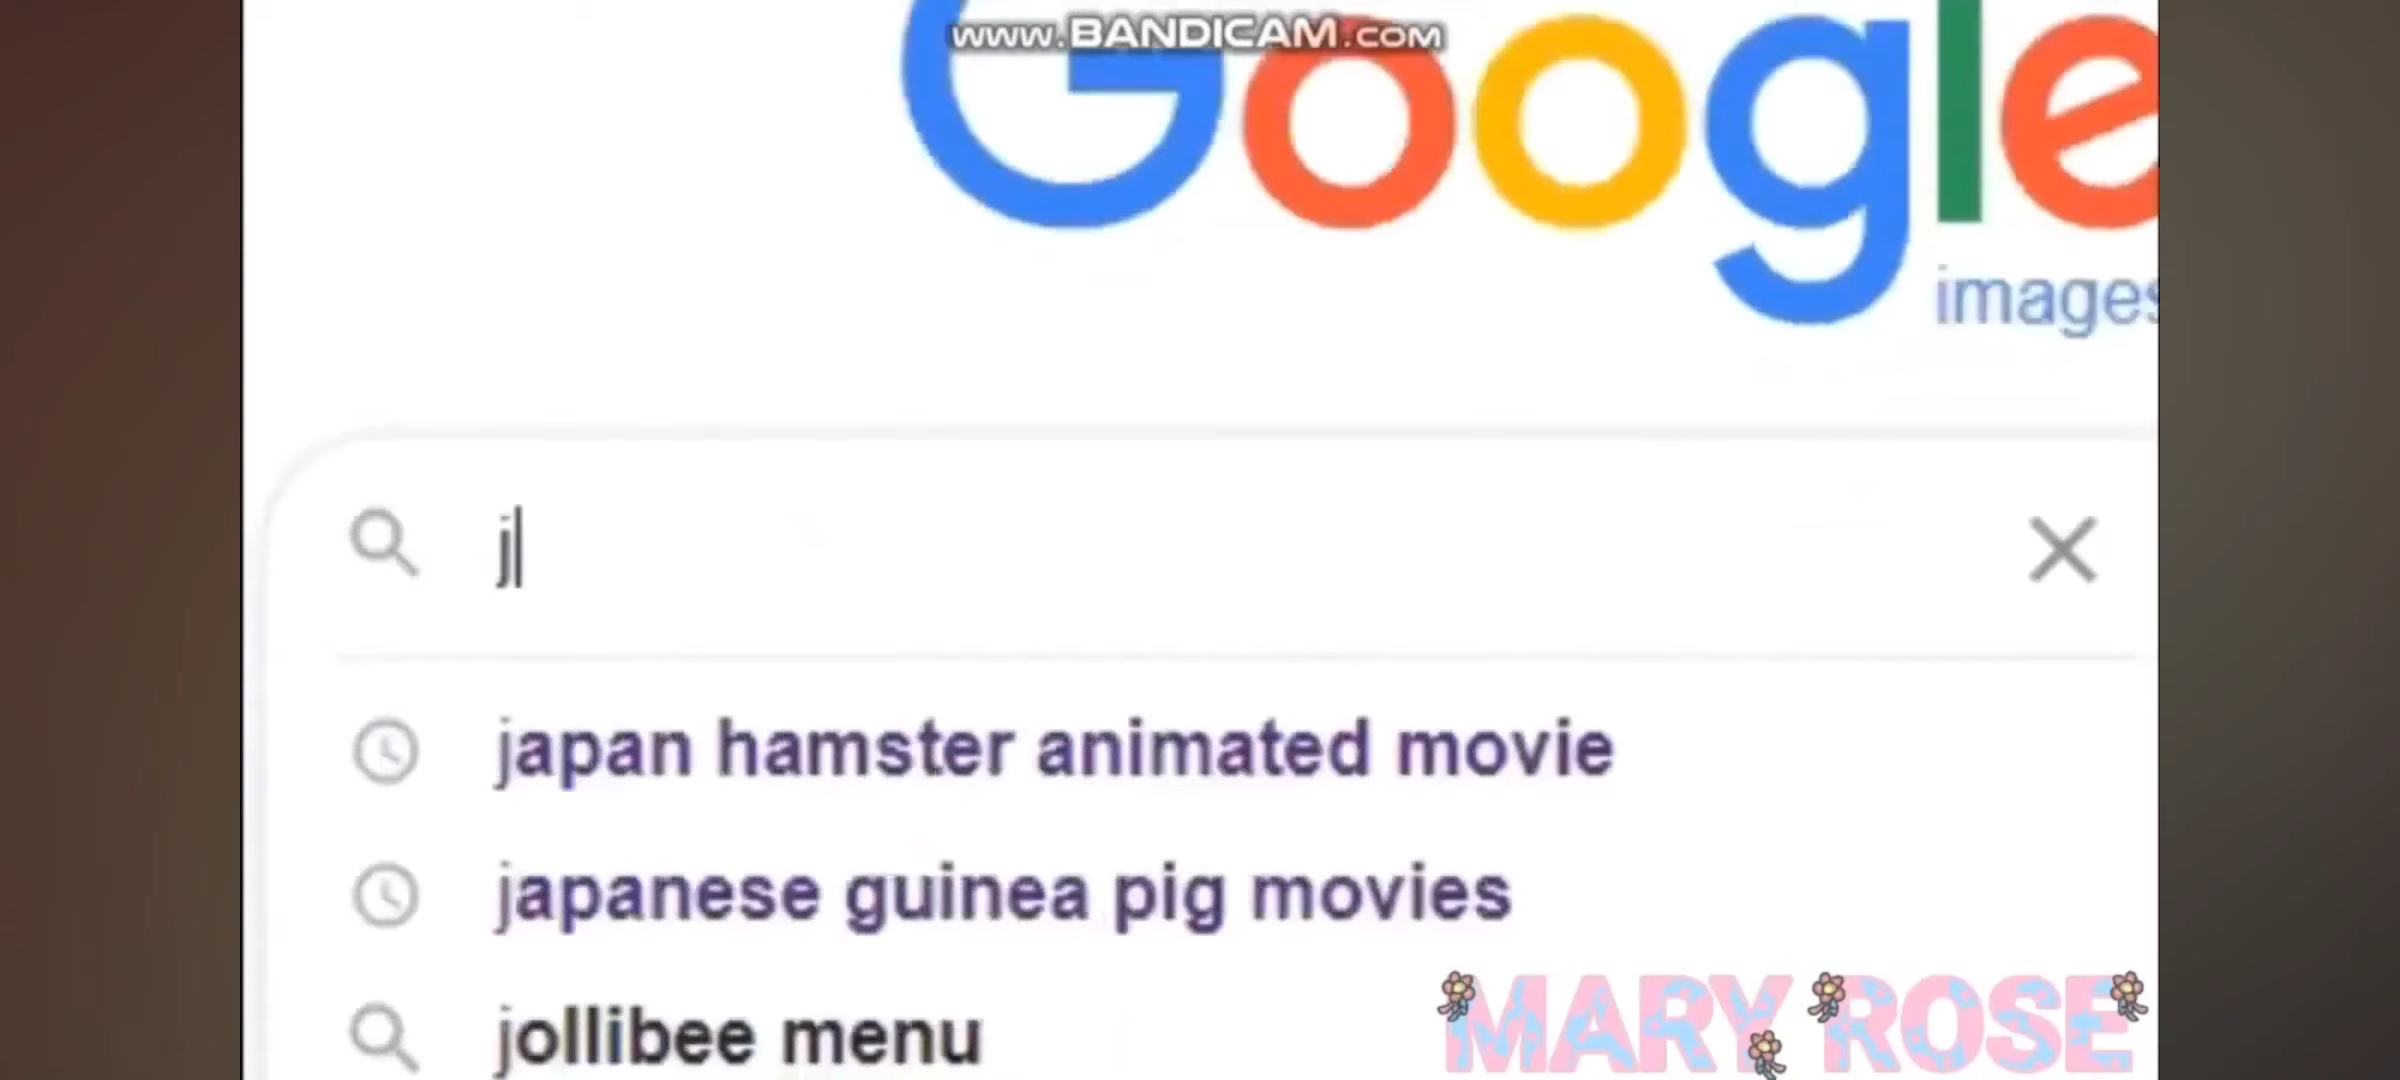 www.BANDICAM.com
Google
images
j
japan hamster animated movie
japanese guinea pig movies
jollibee menu
MARY ROSE